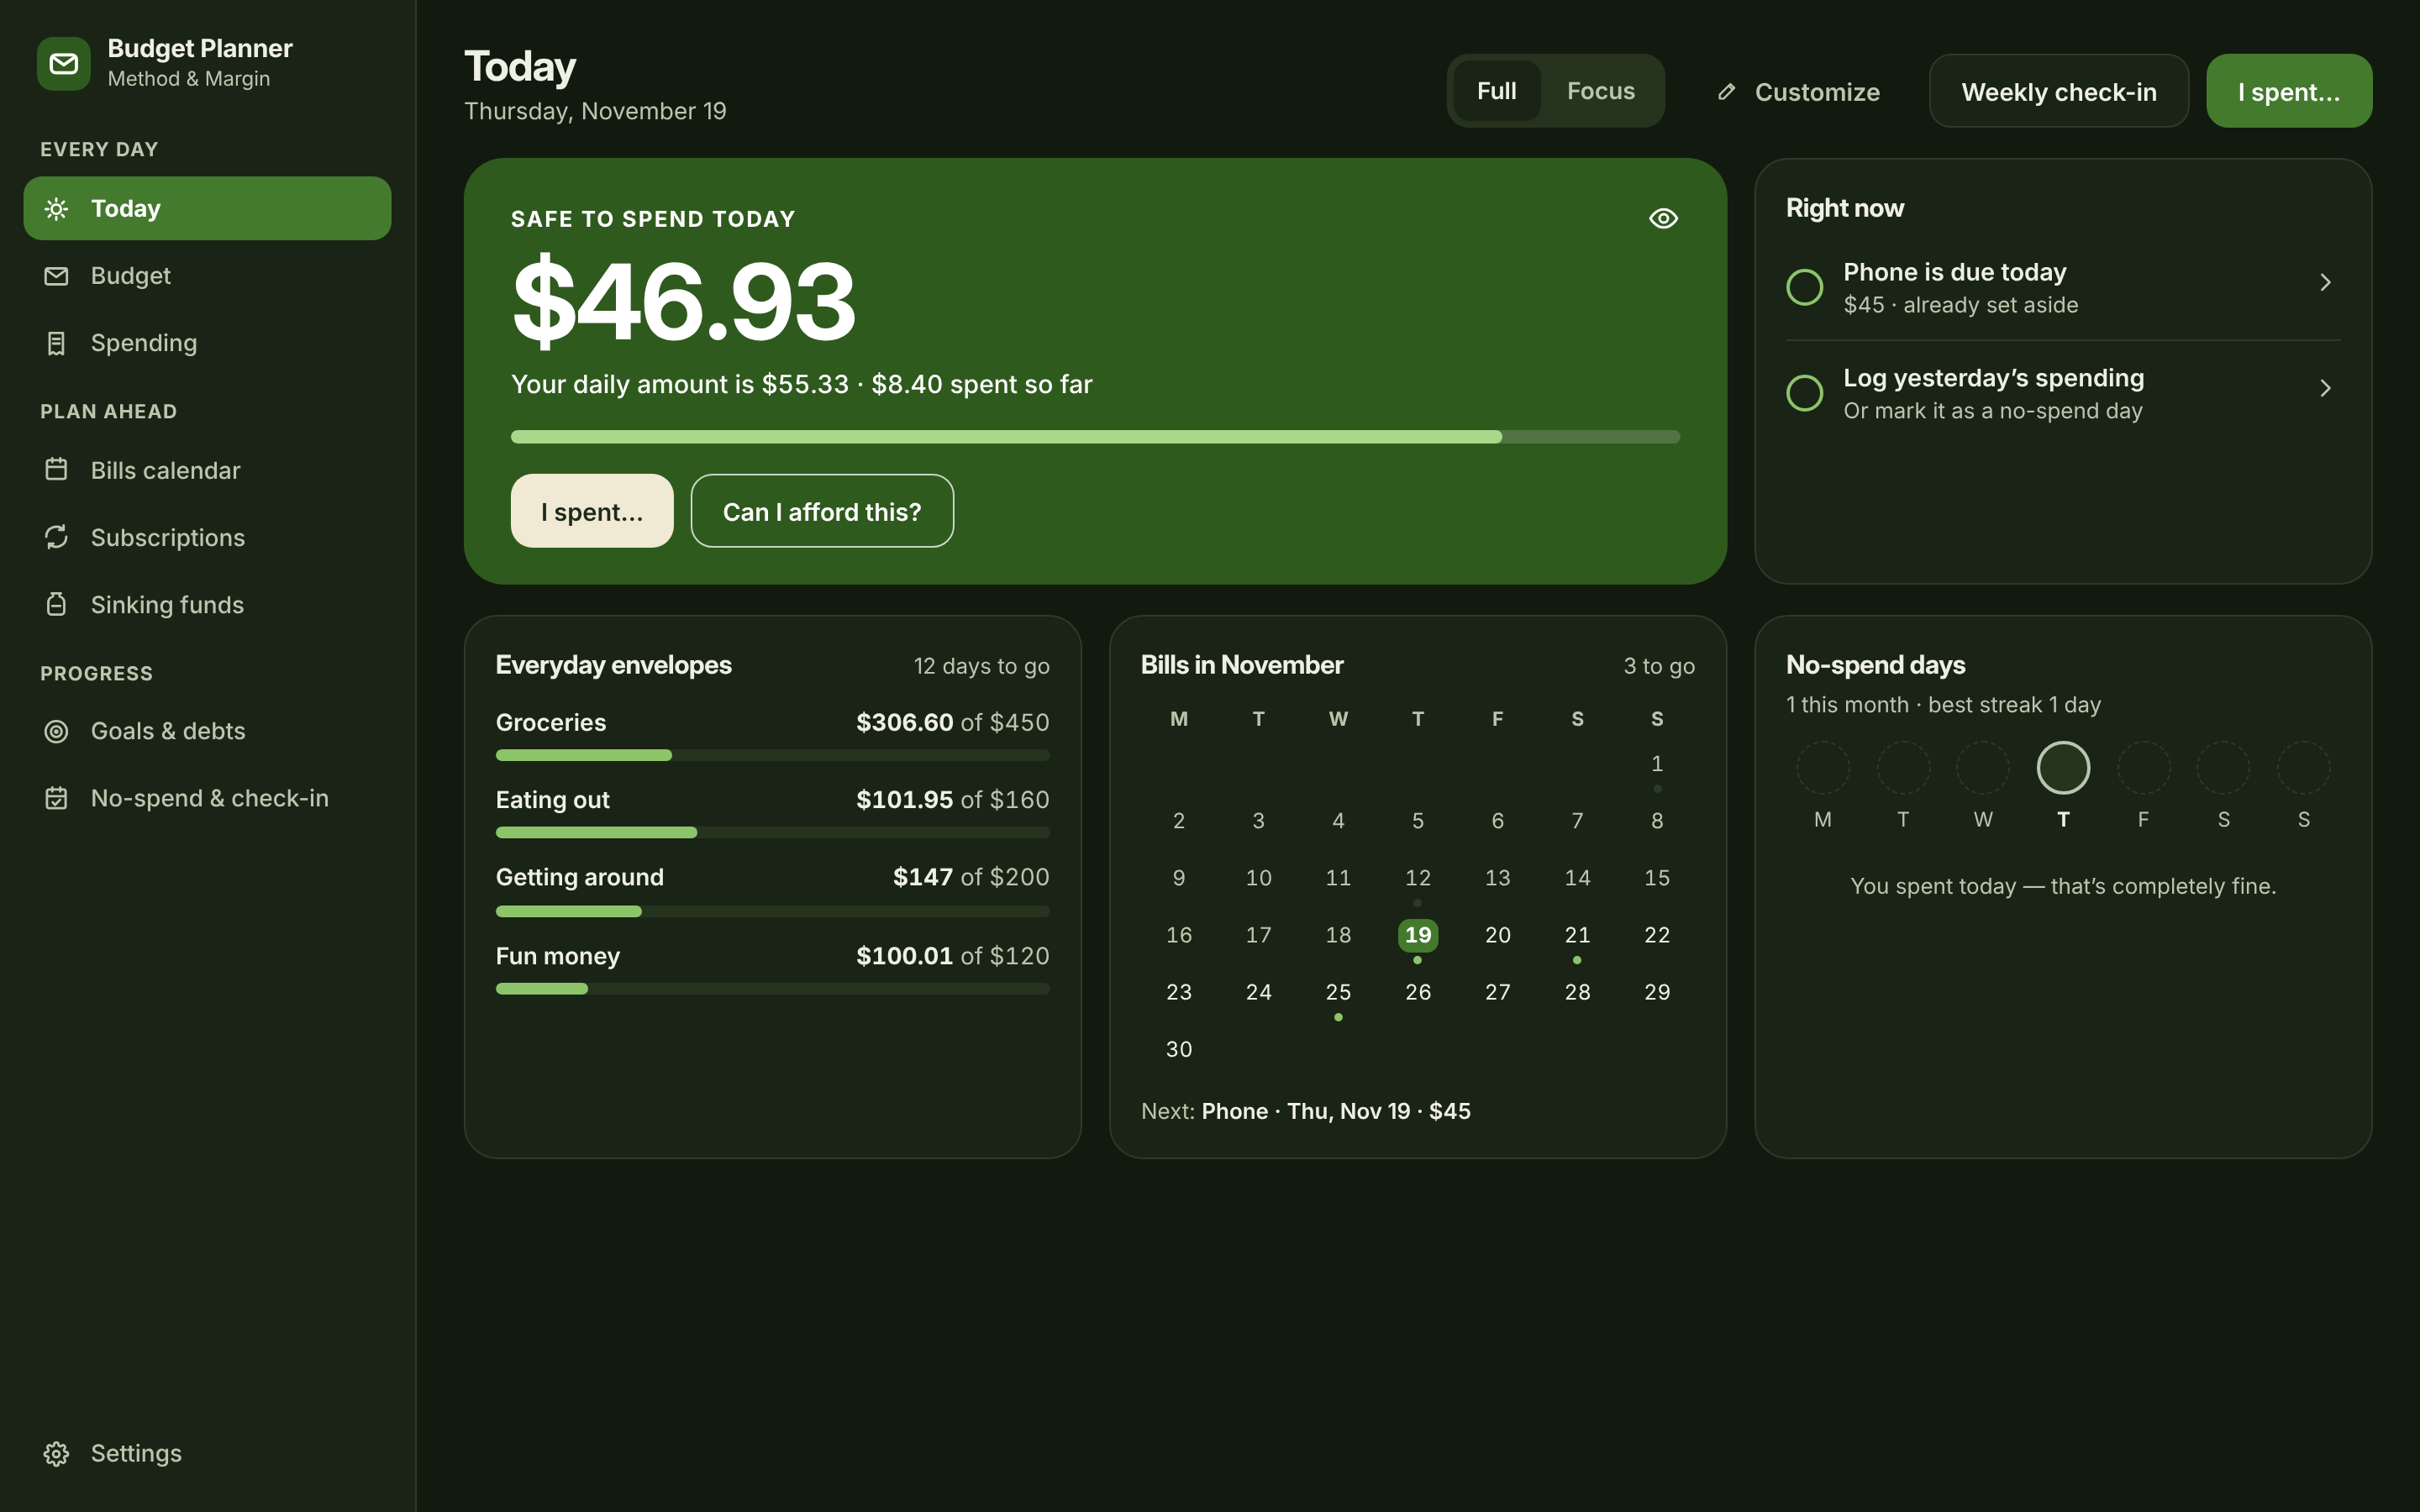 Budget Planner
Method & Margin
EVERY DAY
Today
Budget
Spending
PLAN AHEAD
Bills calendar
Subscriptions
Sinking funds
PROGRESS
Goals & debts
No-spend & check-in
Settings
Today
Thursday, November 19
Full Focus Customize Weekly check-in I spent…
SAFE TO SPEND TODAY
$46.93
Your daily amount is $55.33 · $8.40 spent so far
I spent… Can I afford this?
Right now
Phone is due today
$45 · already set aside
Log yesterday’s spending
Or mark it as a no-spend day
Everyday envelopes 12 days to go
Groceries $306.60 of $450
Eating out $101.95 of $160
Getting around $147 of $200
Fun money $100.01 of $120
Bills in November 3 to go
M T W T F S S
1
2 3 4 5 6 7 8
9 10 11 12 13 14 15
16 17 18 19 20 21 22
23 24 25 26 27 28 29
30
Next: Phone · Thu, Nov 19 · $45
No-spend days
1 this month · best streak 1 day
M T W T F S S
You spent today — that’s completely fine.